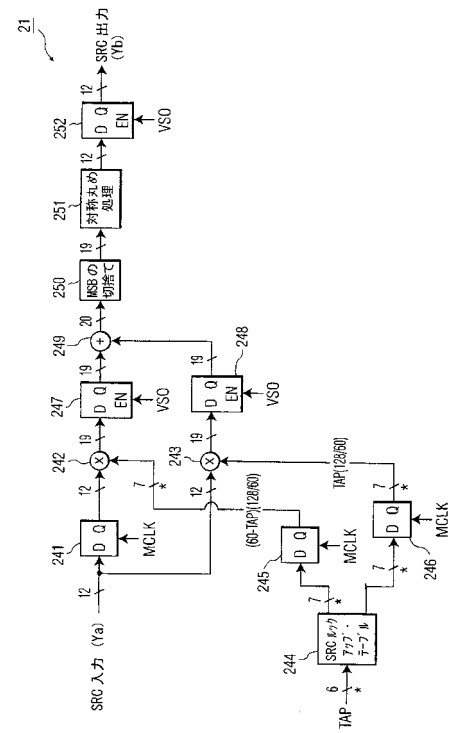 21
SRC 入力 (Ya)
12
241
D Q
MCLK
12
242
×
19
247
D Q
EN
VSO
19
249
+
20
250
MSBの
切捨て
19
251
対称丸め
処理
12
252
D Q
EN
VSO
12
SRC 出力
(Yb)
12
243
×
19
D Q
EN
248
VSO
19
7
*
(60-TAP)(128/60)
TAP(128/60)
7
*
TAP
6
*
244
SRC ルック
アップ・
テーブル
7
*
245
D Q
MCLK
7
*
D Q
246
MCLK